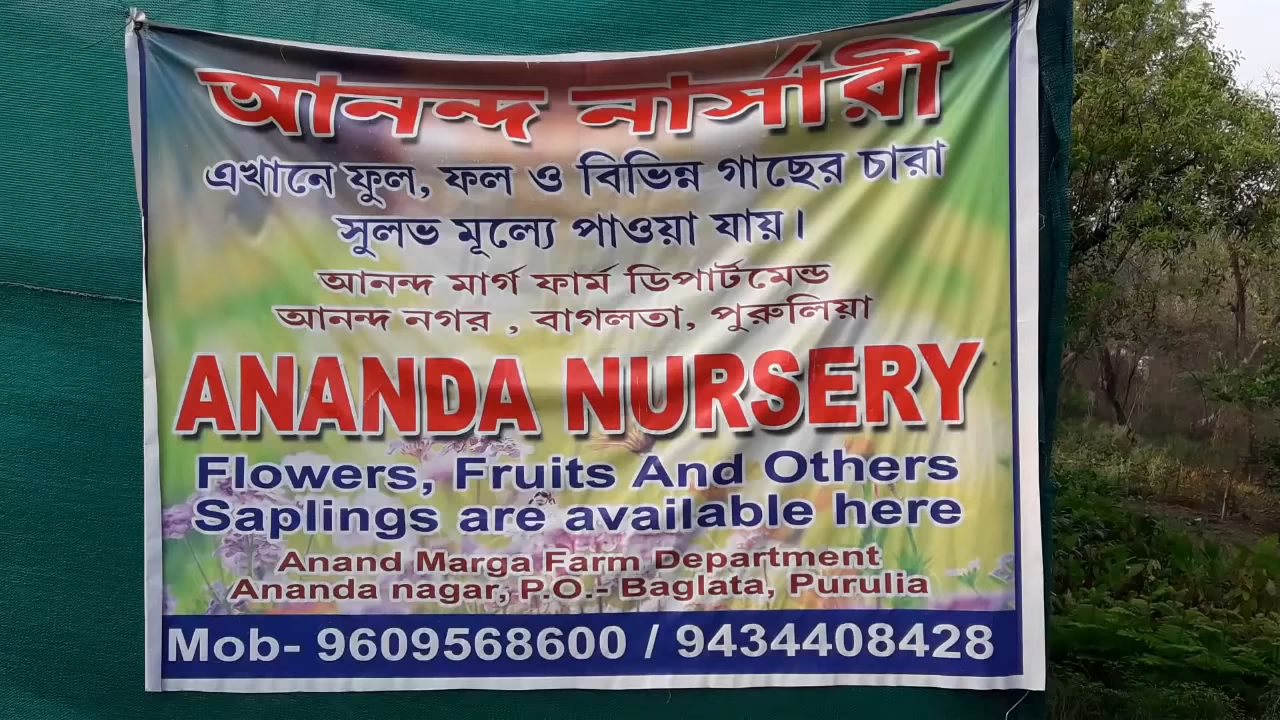 আনন্দ নার্সারী
এখানে ফুল, ফল ও বিভিন্ন গাছের চারা
সুলভ মূল্যে পাওয়া যায়।
আনন্দ মার্গ ফার্ম ডিপার্টমেন্ড
আনন্দ নগর , বাগলতা, পুরুলিয়া
ANANDA NURSERY
Flowers, Fruits And Others
Saplings are available here
Anand Marga Farm Department
Ananda nagar, P.O.- Baglata, Purulia
Mob- 9609568600 / 9434408428